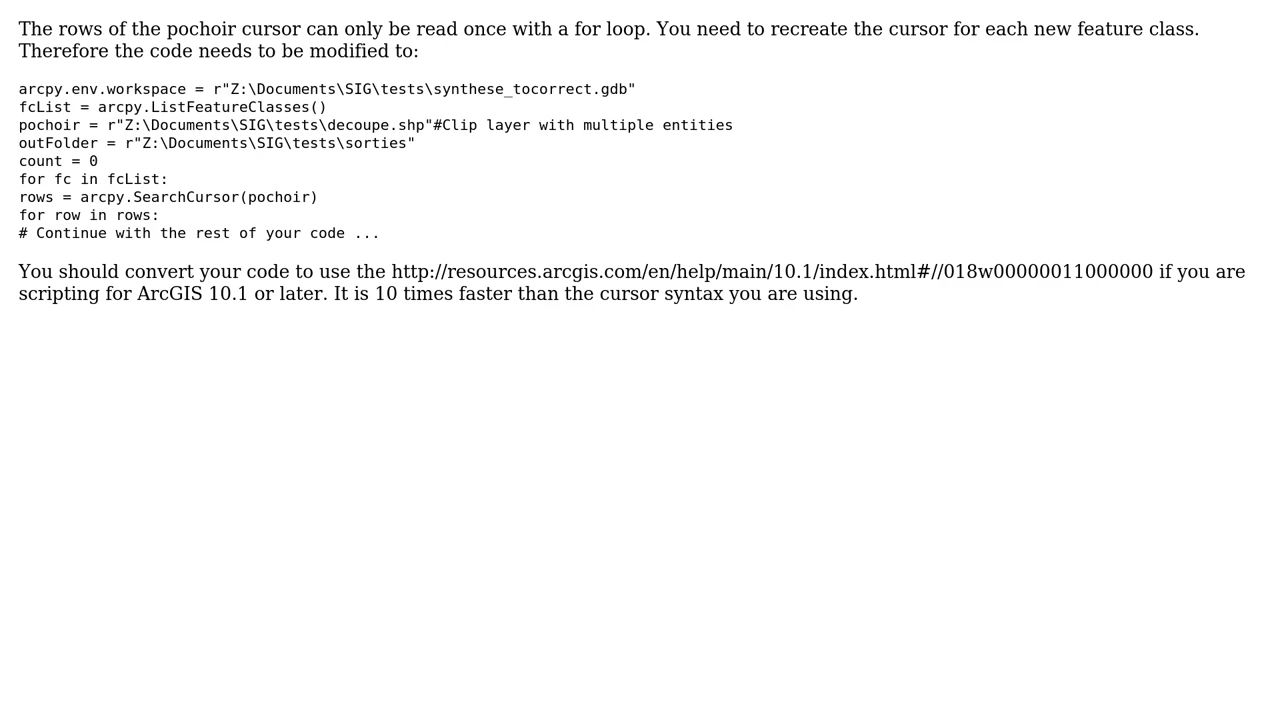 The rows of the pochoir cursor can only be read once with a for loop. You need to recreate the cursor for each new feature class.
Therefore the code needs to be modified to:
arcpy.env.workspace = r"Z:\Documents\SIG\tests\synthese_tocorrect.gdb"
fcList = arcpy.ListFeatureClasses()
pochoir = r"Z:\Documents\SIG\tests\decoupe.shp"#Clip layer with multiple entities
outFolder = r"Z:\Documents\SIG\tests\sorties"
count = 0
for fc in fcList:
rows = arcpy.SearchCursor(pochoir)
for row in rows:
# Continue with the rest of your code ...
You should convert your code to use the http://resources.arcgis.com/en/help/main/10.1/index.html#//018w00000011000000 if you are
scripting for ArcGIS 10.1 or later. It is 10 times faster than the cursor syntax you are using.